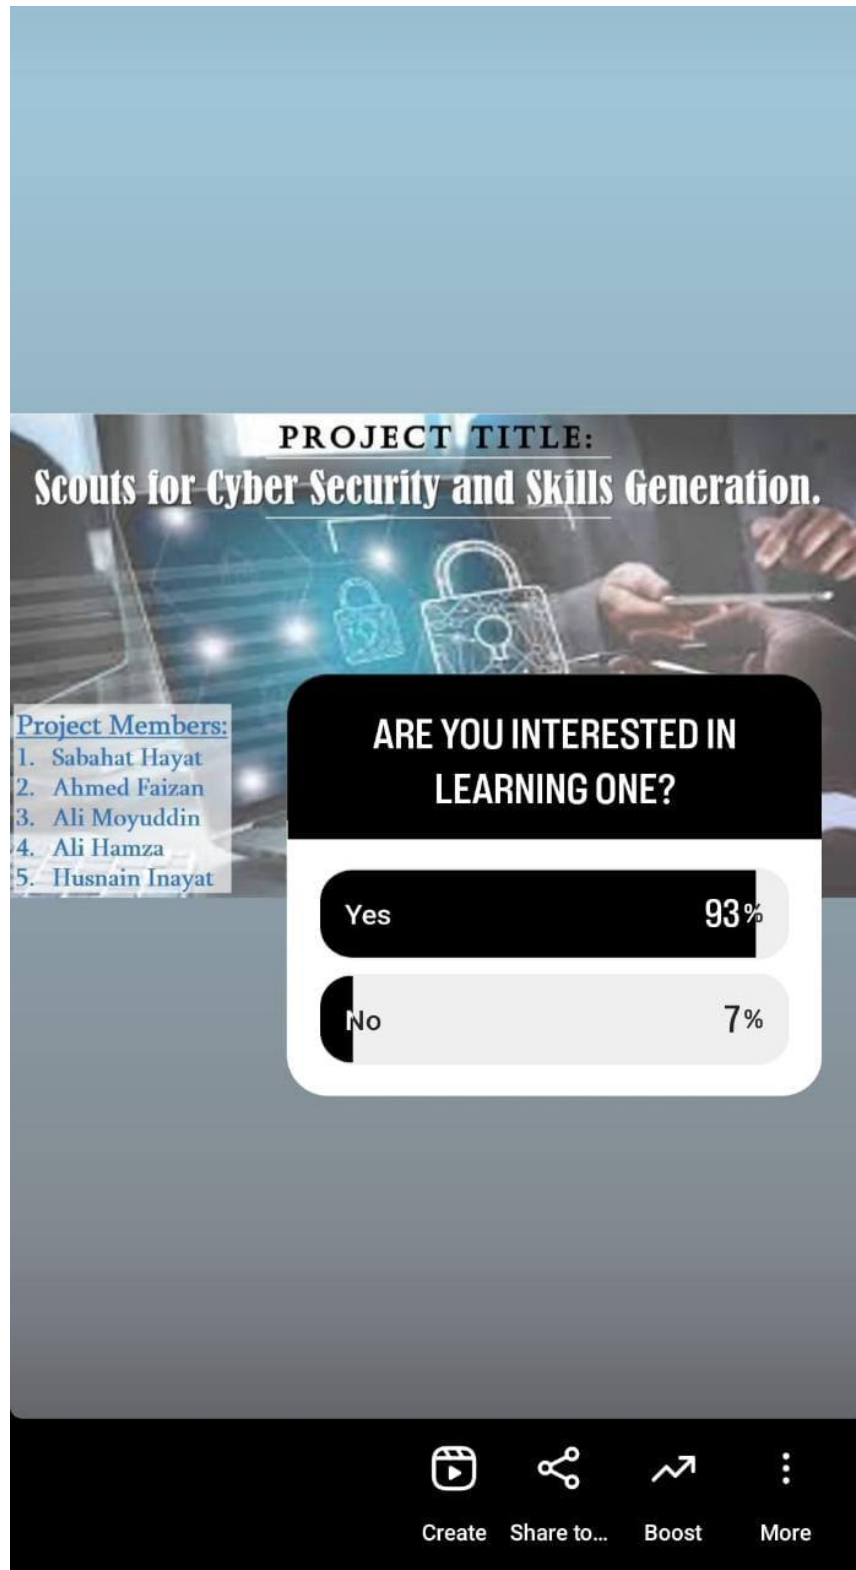 PROJECT TITLE:
Scouts for Cyber Security and Skills Generation.
Project Members:
1. Sabahat Hayat
2. Ahmed Faizan
3. Ali Moyuddin
4. Ali Hamza
5. Husnain Inayat
ARE YOU INTERESTED IN
LEARNING ONE?
Yes 93%
No 7%
Create Share to... Boost More